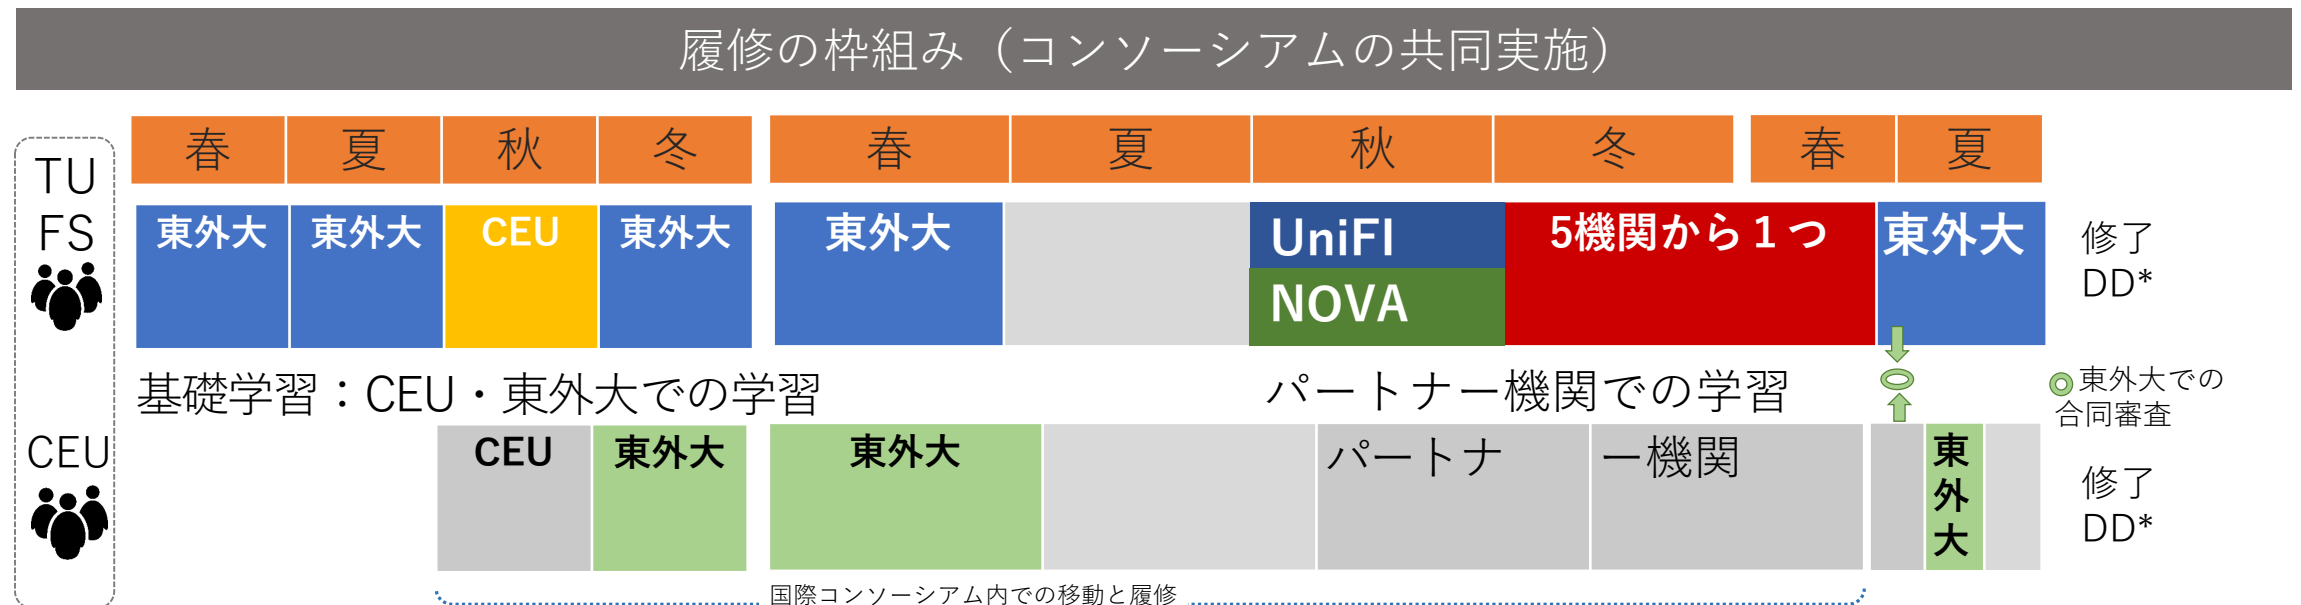 履修の枠組み（コンソーシアムの共同実施）
春 夏 秋 冬 春 夏 秋 冬 春 夏
TU
FS
東外大 東外大 CEU 東外大 東外大 UniFI 5機関から１つ 東外大
NOVA
修了
DD*
基礎学習：CEU・東外大での学習
パートナー機関での学習
東外大での
合同審査
CEU
CEU 東外大 東外大 パートナ ー機関 東
外
大
修了
DD*
国際コンソーシアム内での移動と履修